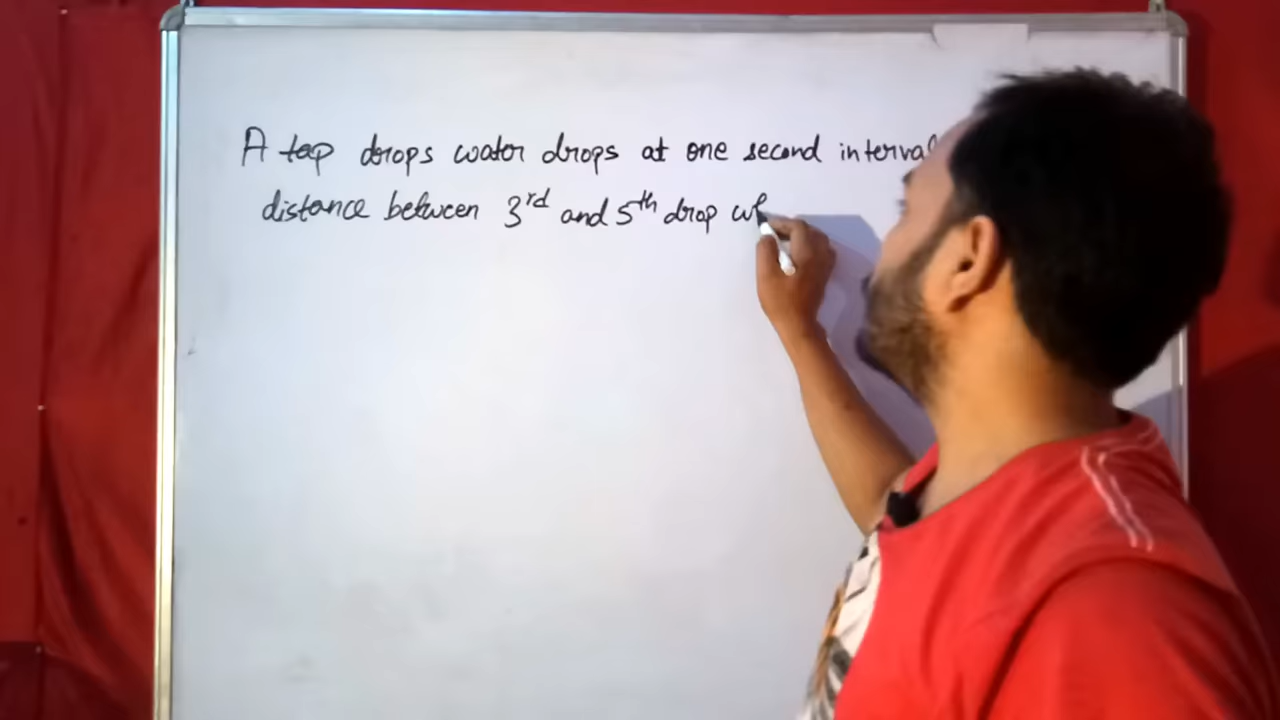 A tap drops water drops at one second interval
distance between 3rd and 5th drop